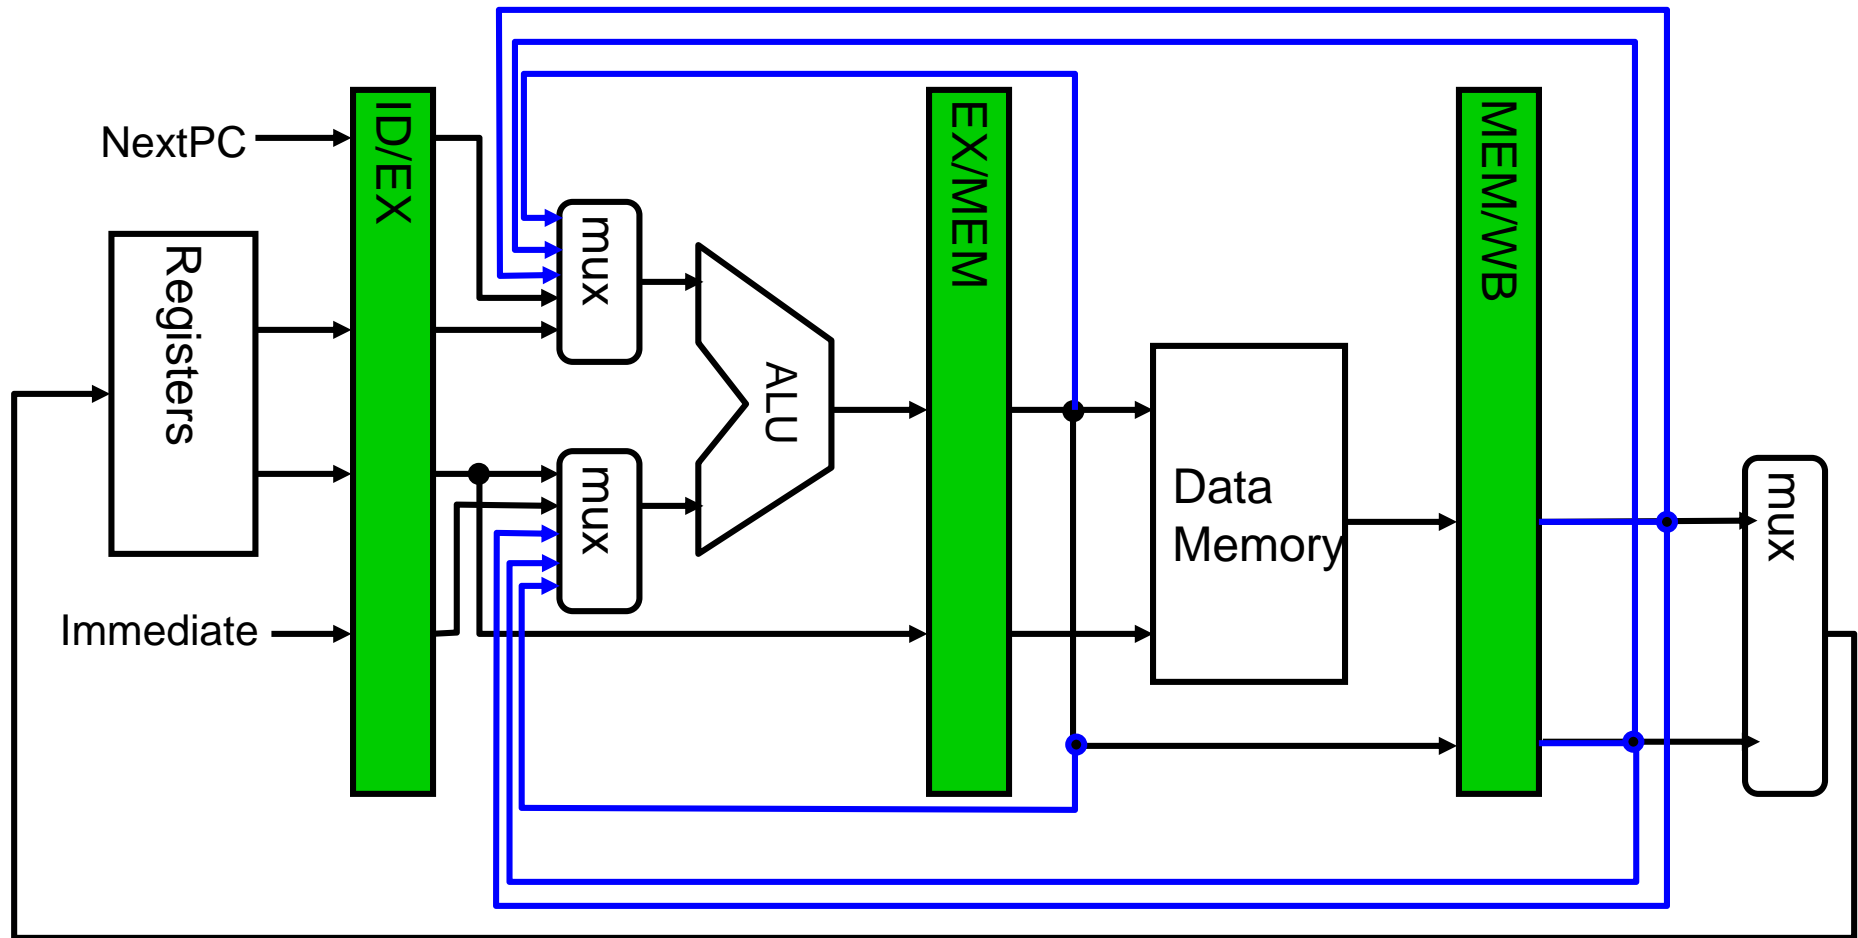 NextPC
ID/EX
EX/MEM
MEM/WB
mux
Registers
ALU
mux
Data
Memory
mux
Immediate